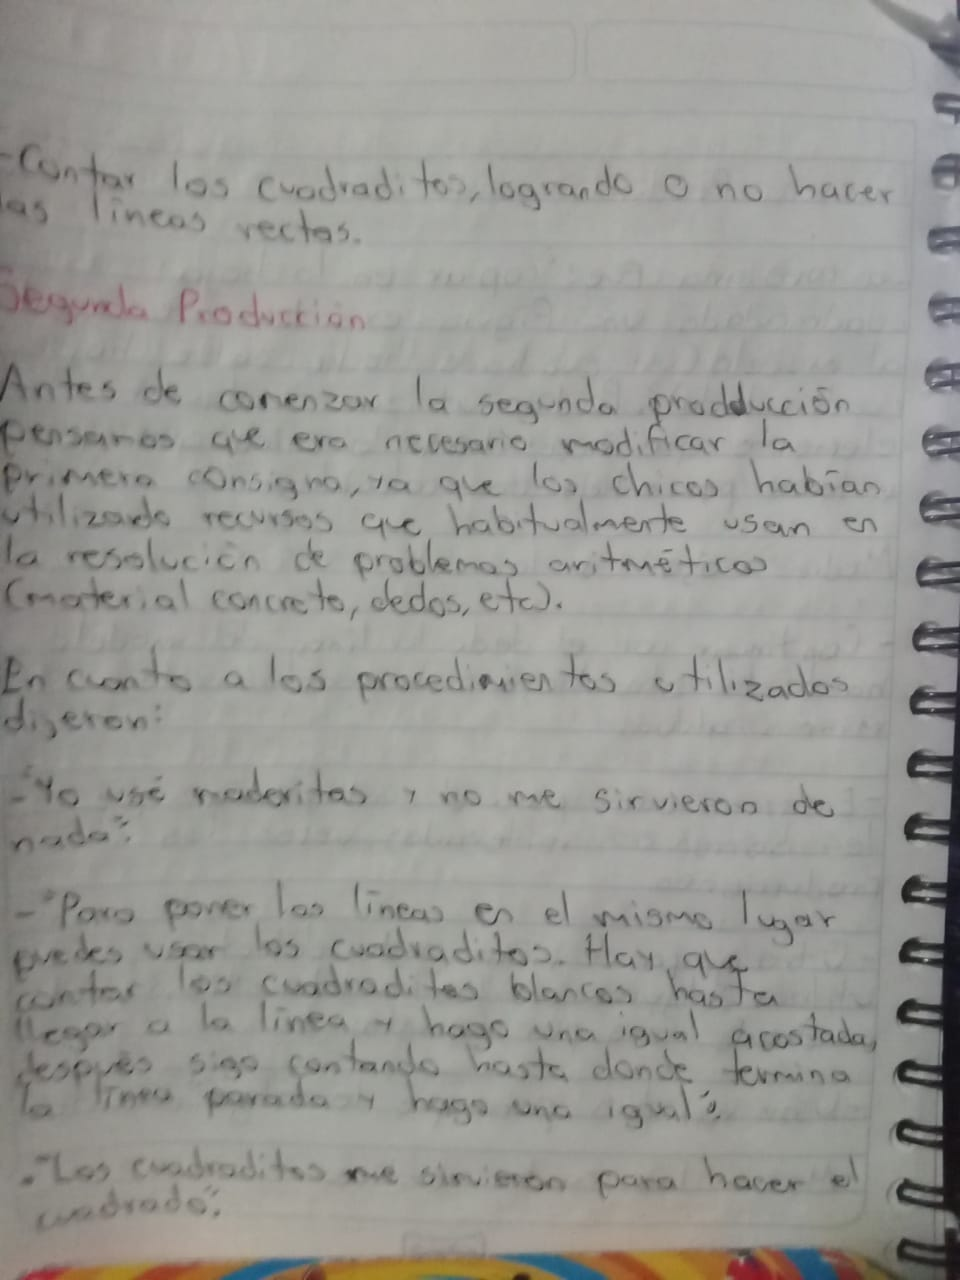 -Contar los cuadraditos, logrando o no hacer
las líneas rectas.
Segunda Producción
Antes de comenzar la segunda prodducción
pensamos que era necesario modificar la
primera consigna, ya que los chicos habían
utilizado recursos que habitualmente usan en
la resolución de problemas aritméticos
(material concreto, dedos, etc).
En cuanto a los procedimientos utilizados
dijeron:
-"Yo usé maderitas y no me sirvieron de
nada".
-"Para poner las líneas en el mismo lugar
puedes usar los cuadraditos. Hay que
contar los cuadradites blancos hasta
llegar a la línea y hago una igual acostada,
después sigo contando hasta donde termina
la línea parada y hago una igual".
-"Los cuadraditos me sirvieron para hacer el
cuadrado".